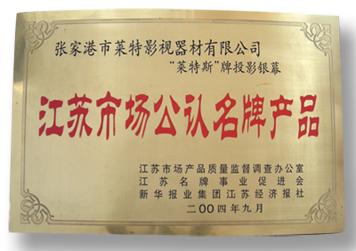 张家港市莱特影视器材有限公司
“莱特斯”牌投影银幕
江苏市场公认名牌产品
江苏市场产品质量监督调查办公室
江苏名牌事业促进会
新华报业集团江苏经济报社
二00四年九月